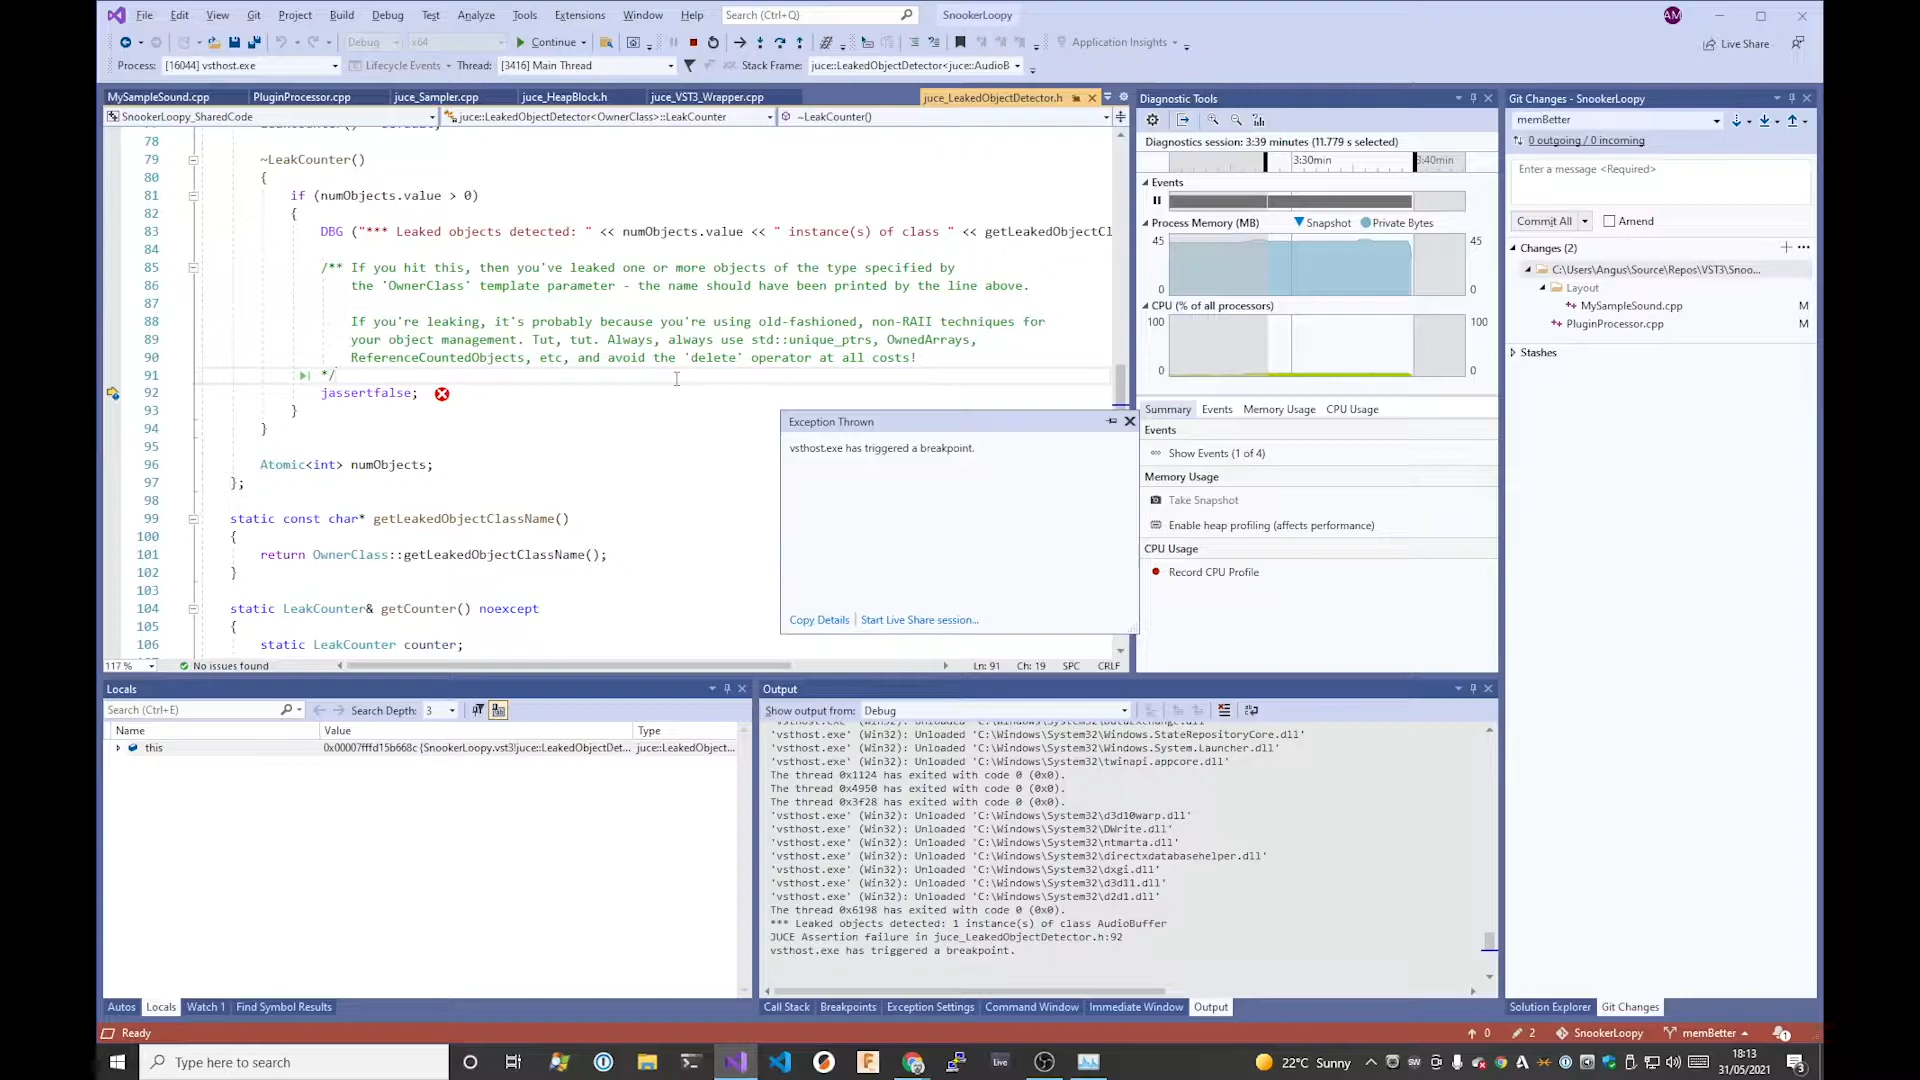 File Edit View Git Project Build Debug Test Analyze Tools Extensions Window Help Search (Ctrl+Q) SnookerLoopy AM
Debug x64 Continue Application Insights Live Share
Process: [16044] vsthost.exe Lifecycle Events Thread: [3416] Main Thread Stack Frame: juce::LeakedObjectDetector<juce::AudioB
MySampleSound.cpp PluginProcessor.cpp juce_Sampler.cpp juce_HeapBlock.h juce_VST3_Wrapper.cpp juce_LeakedObjectDetector.h
SnookerLoopy_SharedCode juce::LeakedObjectDetector<OwnerClass>::LeakCounter ~LeakCounter()
78
79 ~LeakCounter()
80 {
81 if (numObjects.value > 0)
82 {
83 DBG ("*** Leaked objects detected: " << numObjects.value << " instance(s) of class " << getLeakedObjectCl
84
85 /** If you hit this, then you've leaked one or more objects of the type specified by
86 the 'OwnerClass' template parameter - the name should have been printed by the line above.
87
88 If you're leaking, it's probably because you're using old-fashioned, non-RAII techniques for
89 your object management. Tut, tut. Always, always use std::unique_ptrs, OwnedArrays,
90 ReferenceCountedObjects, etc, and avoid the 'delete' operator at all costs!
91 */
92 jassertfalse;
93 }
94 }
95
96 Atomic<int> numObjects;
97 };
98
99 static const char* getLeakedObjectClassName()
100 {
101 return OwnerClass::getLeakedObjectClassName();
102 }
103
104 static LeakCounter& getCounter() noexcept
105 {
106 static LeakCounter counter;
117 % No issues found Ln: 91 Ch: 19 SPC CRLF
Exception Thrown
vsthost.exe has triggered a breakpoint.
Copy Details Start Live Share session...
Diagnostic Tools
Diagnostics session: 3:39 minutes (11.779 s selected)
3:30min 3:40min
Events
Process Memory (MB) Snapshot Private Bytes
45 45
0 0
CPU (% of all processors)
100 100
0 0
Summary Events Memory Usage CPU Usage
Events
Show Events (1 of 4)
Memory Usage
Take Snapshot
Enable heap profiling (affects performance)
CPU Usage
Record CPU Profile
Git Changes - SnookerLoopy
memBetter
0 outgoing / 0 incoming
Enter a message <Required>
Commit All Amend
Changes (2)
C:\Users\Angus\Source\Repos\VST3\Snoo...
Layout
MySampleSound.cpp M
PluginProcessor.cpp M
Stashes
Locals
Search (Ctrl+E) Search Depth: 3
Name Value Type
this 0x00007fffd15b668c {SnookerLoopy.vst3!juce::LeakedObjectDet... juce::LeakedObject...
Autos Locals Watch 1 Find Symbol Results
Output
Show output from: Debug
'vsthost.exe' (Win32): Unloaded 'C:\Windows\System32\DataExchange.dll'
'vsthost.exe' (Win32): Unloaded 'C:\Windows\System32\Windows.StateRepositoryCore.dll'
'vsthost.exe' (Win32): Unloaded 'C:\Windows\System32\Windows.System.Launcher.dll'
'vsthost.exe' (Win32): Unloaded 'C:\Windows\System32\twinapi.appcore.dll'
The thread 0x1124 has exited with code 0 (0x0).
The thread 0x4950 has exited with code 0 (0x0).
The thread 0x3f28 has exited with code 0 (0x0).
'vsthost.exe' (Win32): Unloaded 'C:\Windows\System32\d3d10warp.dll'
'vsthost.exe' (Win32): Unloaded 'C:\Windows\System32\DWrite.dll'
'vsthost.exe' (Win32): Unloaded 'C:\Windows\System32\ntmarta.dll'
'vsthost.exe' (Win32): Unloaded 'C:\Windows\System32\directxdatabasehelper.dll'
'vsthost.exe' (Win32): Unloaded 'C:\Windows\System32\dxgi.dll'
'vsthost.exe' (Win32): Unloaded 'C:\Windows\System32\d3d11.dll'
'vsthost.exe' (Win32): Unloaded 'C:\Windows\System32\d2d1.dll'
The thread 0x6198 has exited with code 0 (0x0).
*** Leaked objects detected: 1 instance(s) of class AudioBuffer
JUCE Assertion failure in juce_LeakedObjectDetector.h:92
vsthost.exe has triggered a breakpoint.
Call Stack Breakpoints Exception Settings Command Window Immediate Window Output
Solution Explorer Git Changes
Ready 0 2 SnookerLoopy memBetter 1
Type here to search Live 22°C Sunny SW 18:13
31/05/2021 3